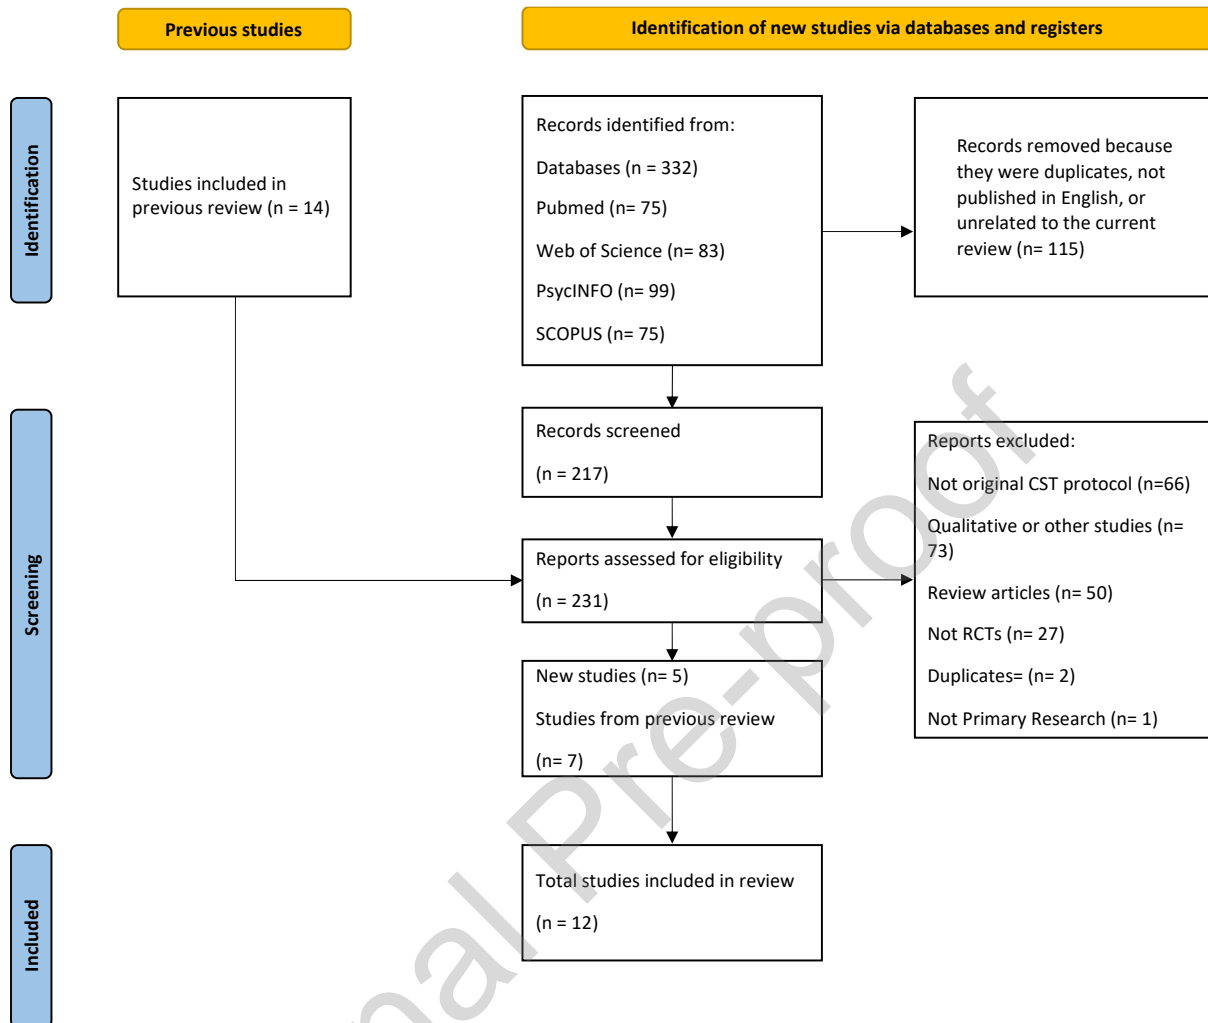 Previous studies
Identification of new studies via databases and registers
Identification
Studies included in
previous review (n = 14)
Records identified from:
Databases (n = 332)
Pubmed (n= 75)
Web of Science (n= 83)
PsycINFO (n= 99)
SCOPUS (n= 75)
Records removed because
they were duplicates, not
published in English, or
unrelated to the current
review (n= 115)
Screening
Records screened
(n = 217)
Reports assessed for eligibility
(n = 231)
Reports excluded:
Not original CST protocol (n=66)
Qualitative or other studies (n=
73)
Review articles (n= 50)
Not RCTs (n= 27)
Duplicates= (n= 2)
Not Primary Research (n= 1)
New studies (n= 5)
Studies from previous review
(n= 7)
Included
Total studies included in review
(n = 12)
nal Pre-proof